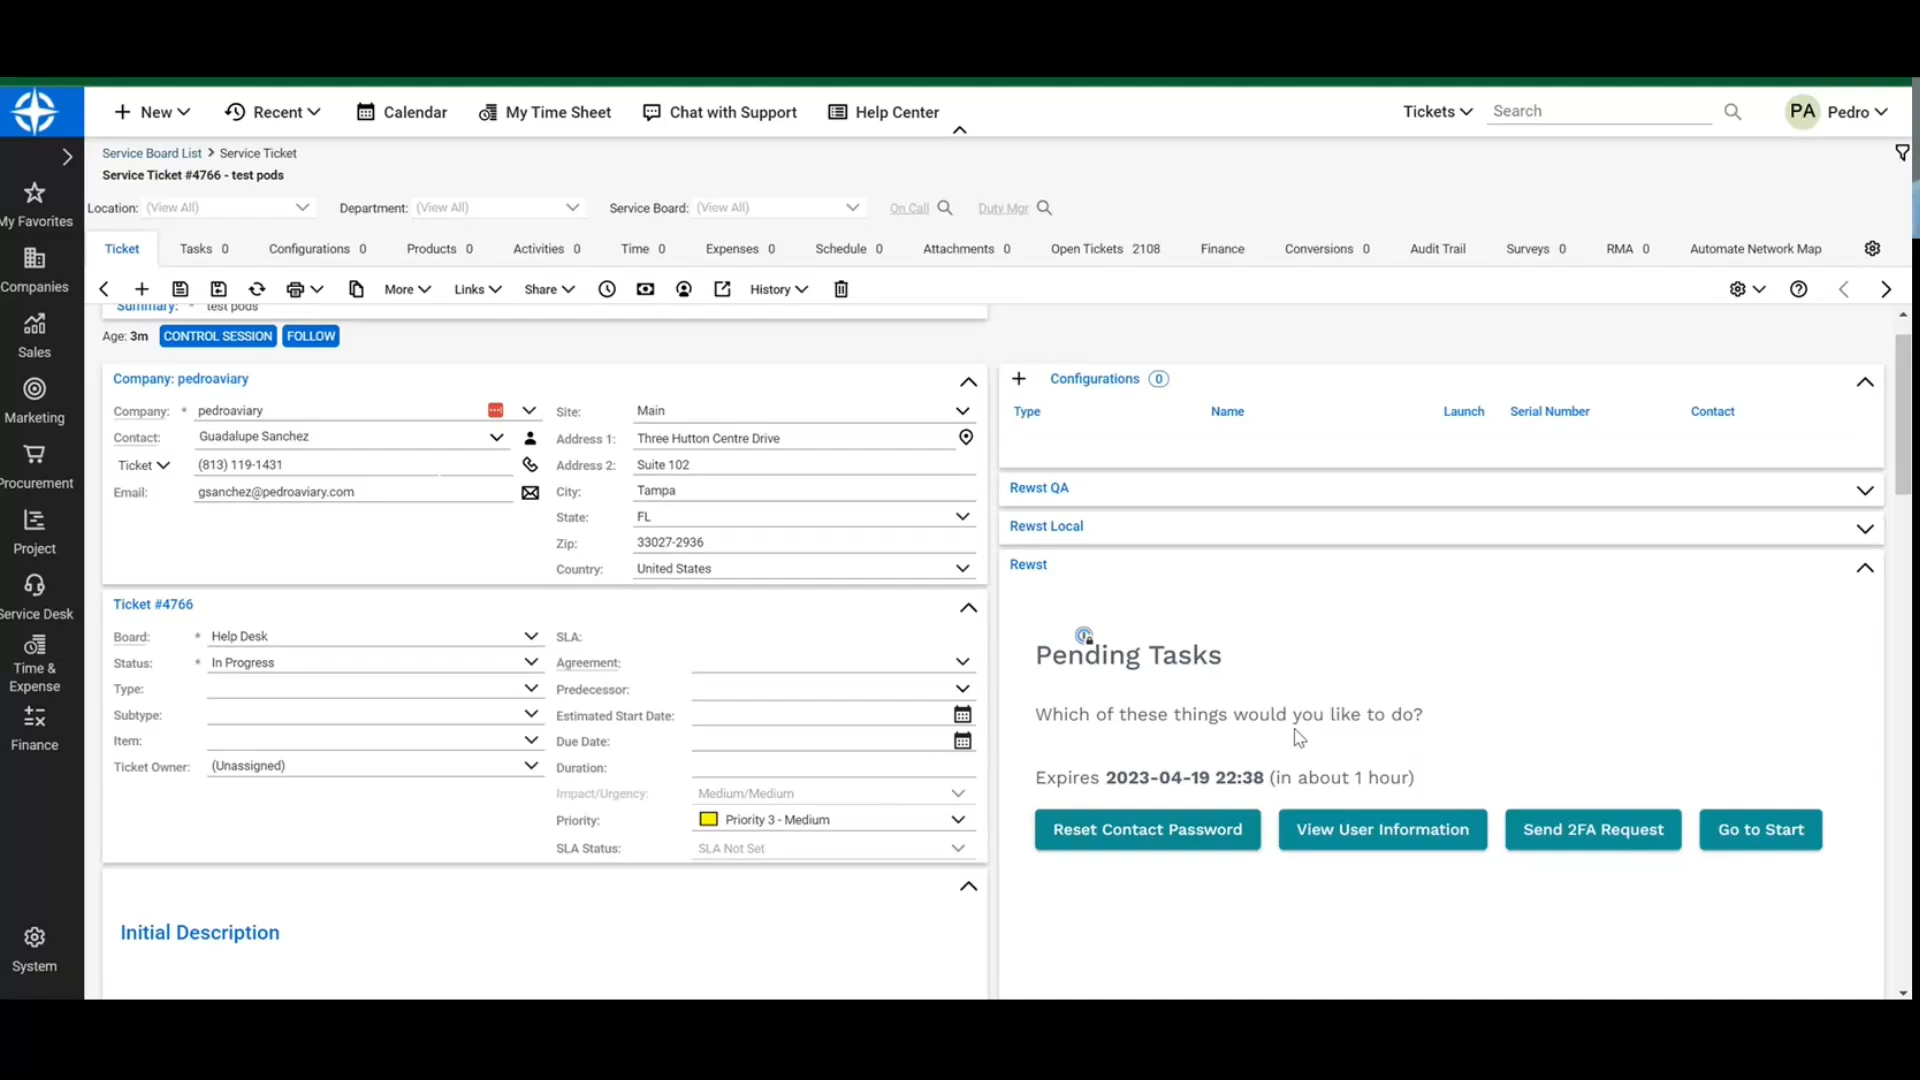 New Recent Calendar My Time Sheet Chat with Support Help Center Tickets Search PA Pedro
Service Board List > Service Ticket
Service Ticket #4766 - test pods
Location: (View All) Department: (View All) Service Board: (View All) On Call Duty Mgr
Ticket Tasks 0 Configurations 0 Products 0 Activities 0 Time 0 Expenses 0 Schedule 0 Attachments 0 Open Tickets 2108 Finance Conversions 0 Audit Trail Surveys 0 RMA 0 Automate Network Map
More Links Share History
Summary: * test pods
Age: 3m CONTROL SESSION FOLLOW
My Favorites
Companies
Sales
Marketing
Procurement
Project
Service Desk
Time &
Expense
Finance
System
Company: pedroaviary
Company: * pedroaviary
Contact: Guadalupe Sanchez
Ticket (813) 119-1431
Email: gsanchez@pedroaviary.com
Site: Main
Address 1: Three Hutton Centre Drive
Address 2: Suite 102
City: Tampa
State: FL
Zip: 33027-2936
Country: United States
Ticket #4766
Board: * Help Desk
Status: * In Progress
Type:
Subtype:
Item:
Ticket Owner: (Unassigned)
SLA:
Agreement:
Predecessor:
Estimated Start Date:
Due Date:
Duration:
Impact/Urgency: Medium/Medium
Priority: Priority 3 - Medium
SLA Status: SLA Not Set
Initial Description
Configurations 0
Type Name Launch Serial Number Contact
Rewst QA
Rewst Local
Rewst
Pending Tasks
Which of these things would you like to do?
Expires 2023-04-19 22:38 (in about 1 hour)
Reset Contact Password View User Information Send 2FA Request Go to Start